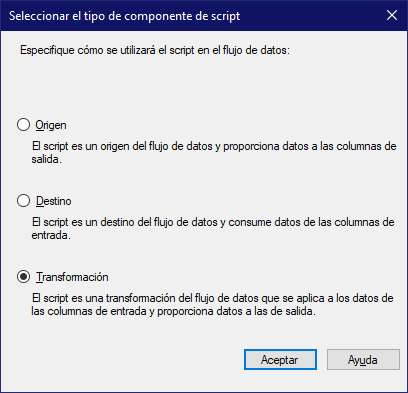 Seleccionar el tipo de componente de script
Especifique cómo se utilizará el script en el flujo de datos:
Origen
El script es un origen del flujo de datos y proporciona datos a las columnas de
salida.
Destino
El script es un destino del flujo de datos y consume datos de las columnas de
entrada.
Transformación
El script es una transformación del flujo de datos que se aplica a los datos de
las columnas de entrada y proporciona datos a las de salida.
Aceptar
Ayuda